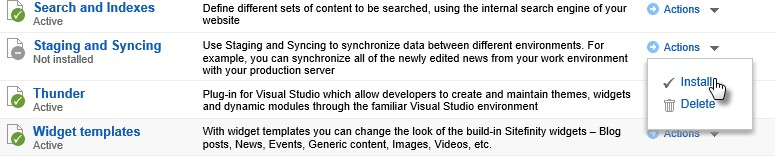 Search and Indexes
Active
Define different sets of content to be searched, using the internal search engine of your
website
Actions
Staging and Syncing
Not installed
Use Staging and Syncing to synchronize data between different environments. For
example, you can synchronize all of the newly edited news from your work environment
with your production server
Actions
Install
Delete
Thunder
Active
Plug-in for Visual Studio which allow developers to create and maintain themes, widgets
and dynamic modules through the familiar Visual Studio environment
Widget templates
Active
With widget templates you can change the look of the build-in Sitefinity widgets – Blog
posts, News, Events, Generic content, Images, Videos, etc.
Actions